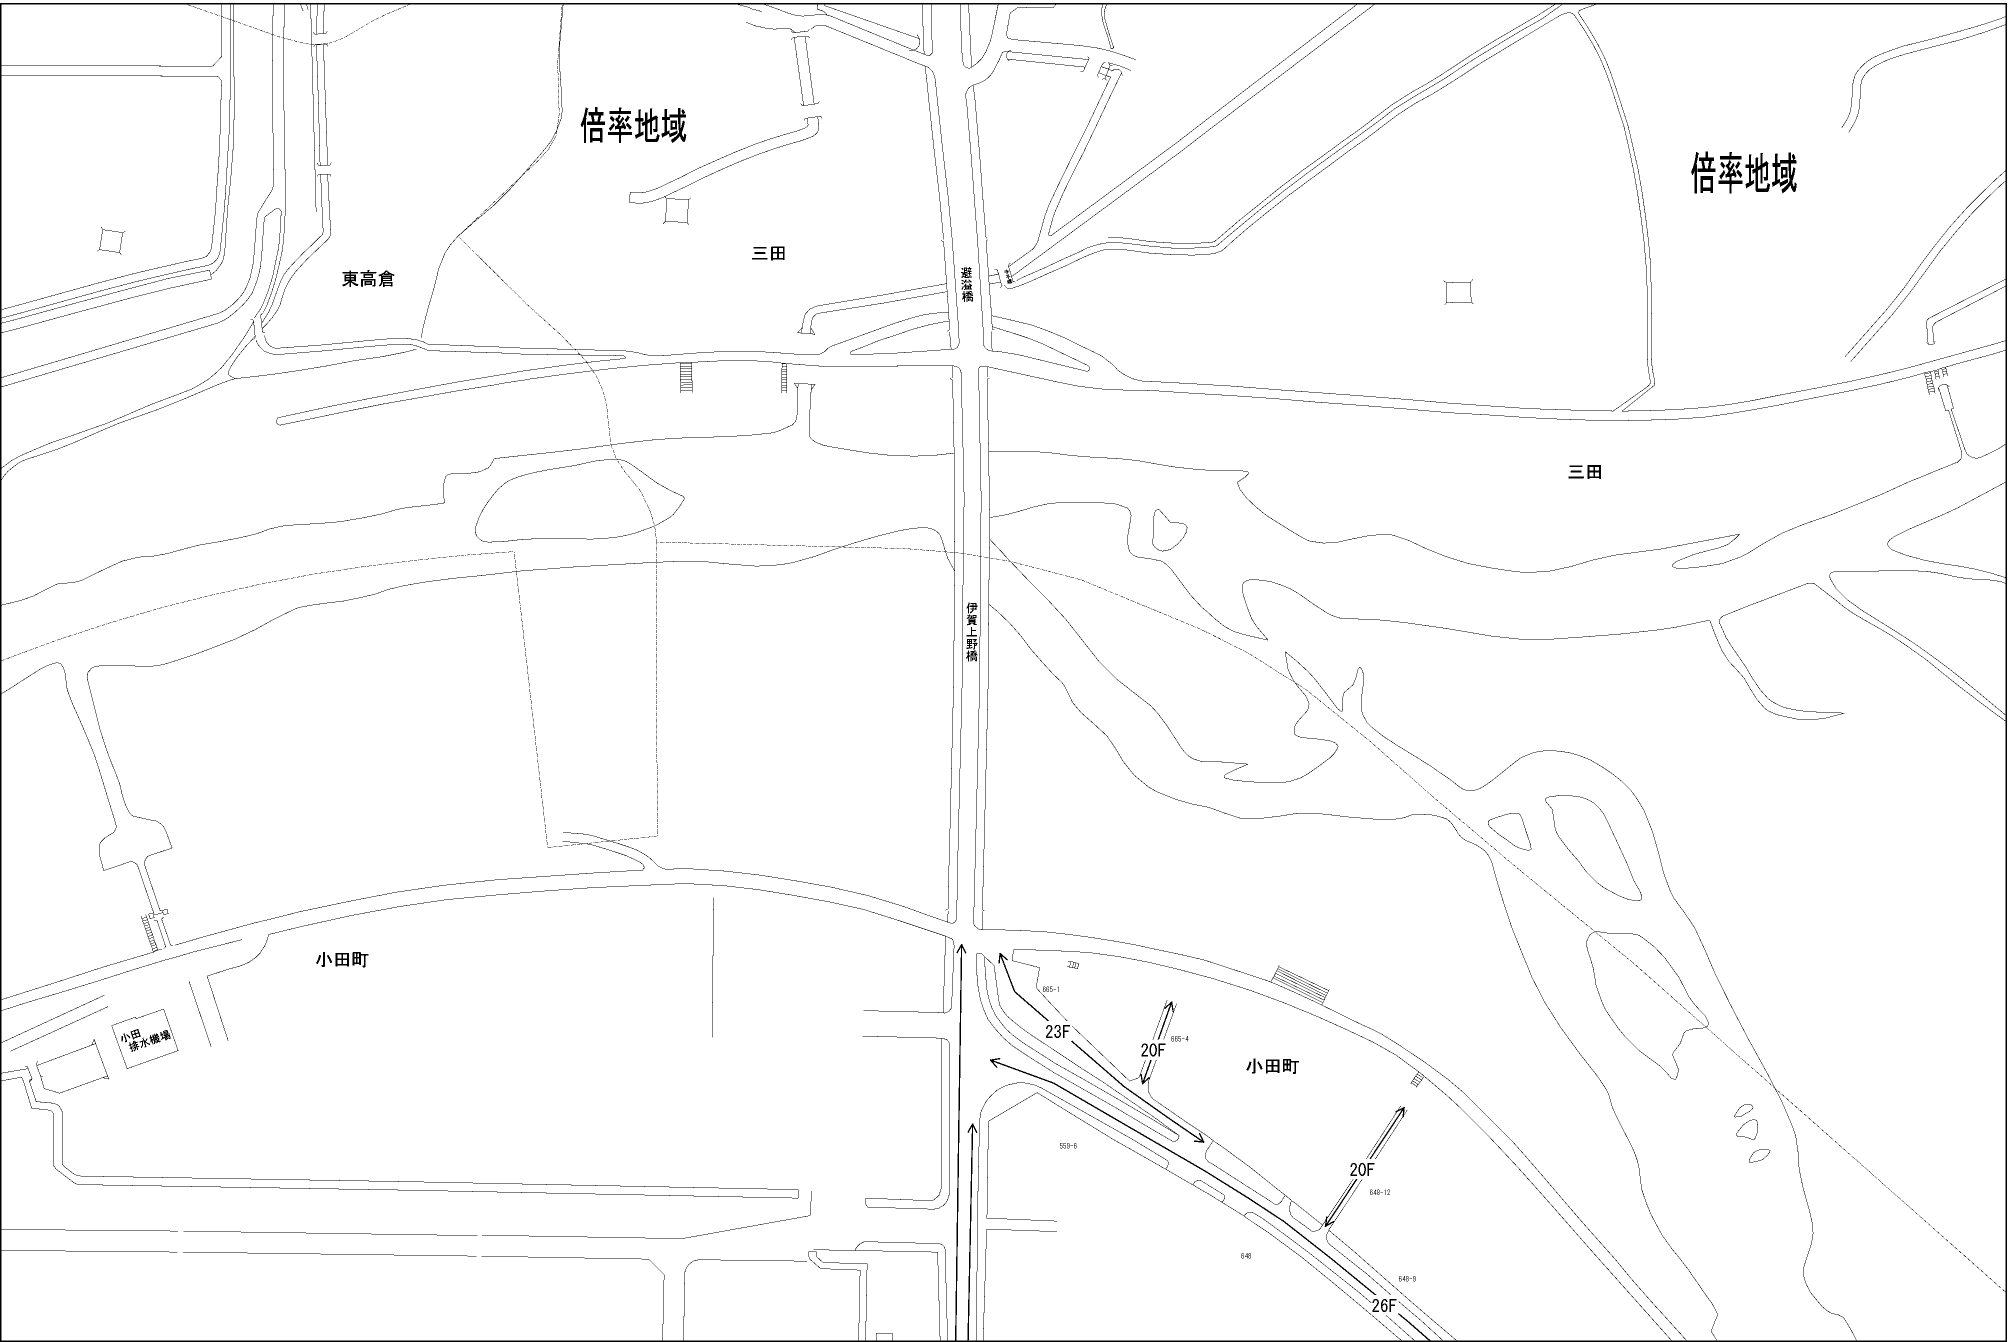 倍率地域
倍率地域
三田
東高倉
避溢橋
三田
伊賀上野橋
小田町
小田
排水機場
665-1
23F
20F
665-4
小田町
559-6
20F
648-12
648
648-9
26F